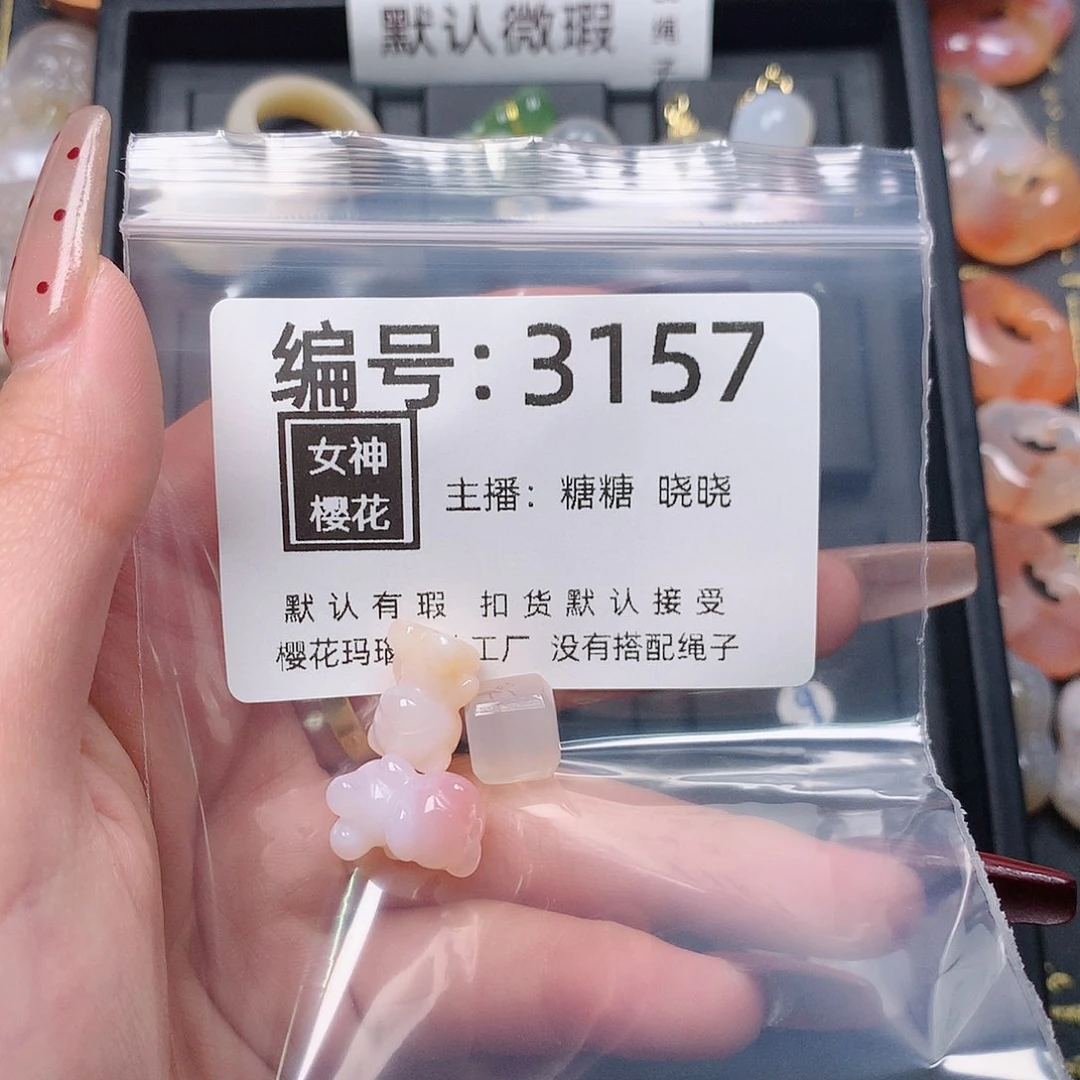 默认微瑕
绳子
编号:3157
女神
樱花
主播: 糖糖 晓晓
默认有瑕 扣货默认接受
樱花玛瑙 工厂 没有搭配绳子